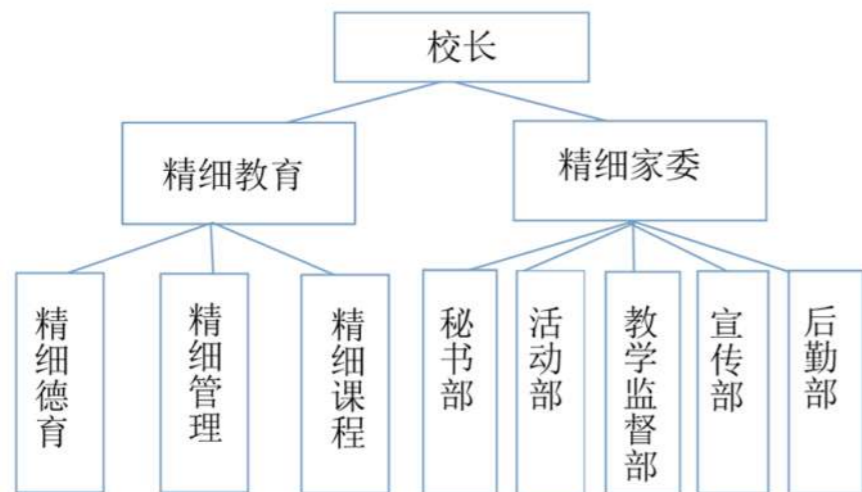 校长
精细教育
精细家委
精细德育
精细管理
精细课程
秘书部
活动部
教学监督部
宣传部
后勤部